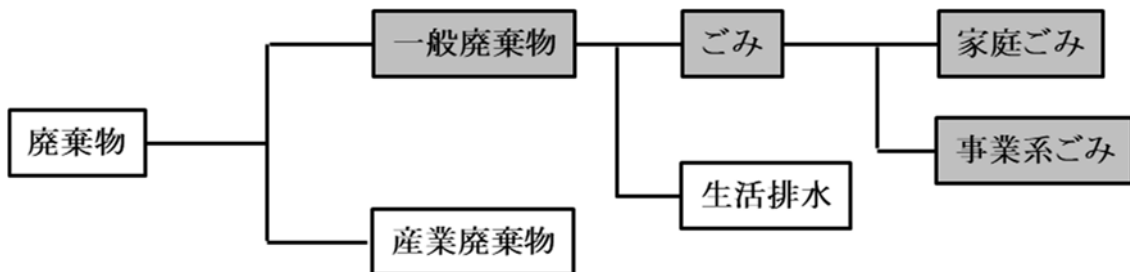 一般廃棄物
ごみ
家庭ごみ
廃棄物
事業系ごみ
生活排水
産業廃棄物